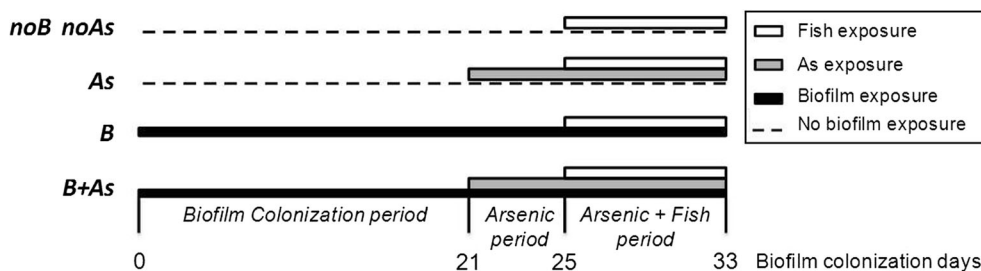 noB noAs
As
B
B+As
Fish exposure
As exposure
Biofilm exposure
No biofilm exposure
Biofilm Colonization period
Arsenic
period
Arsenic + Fish
period
0
21
25
33
Biofilm colonization days